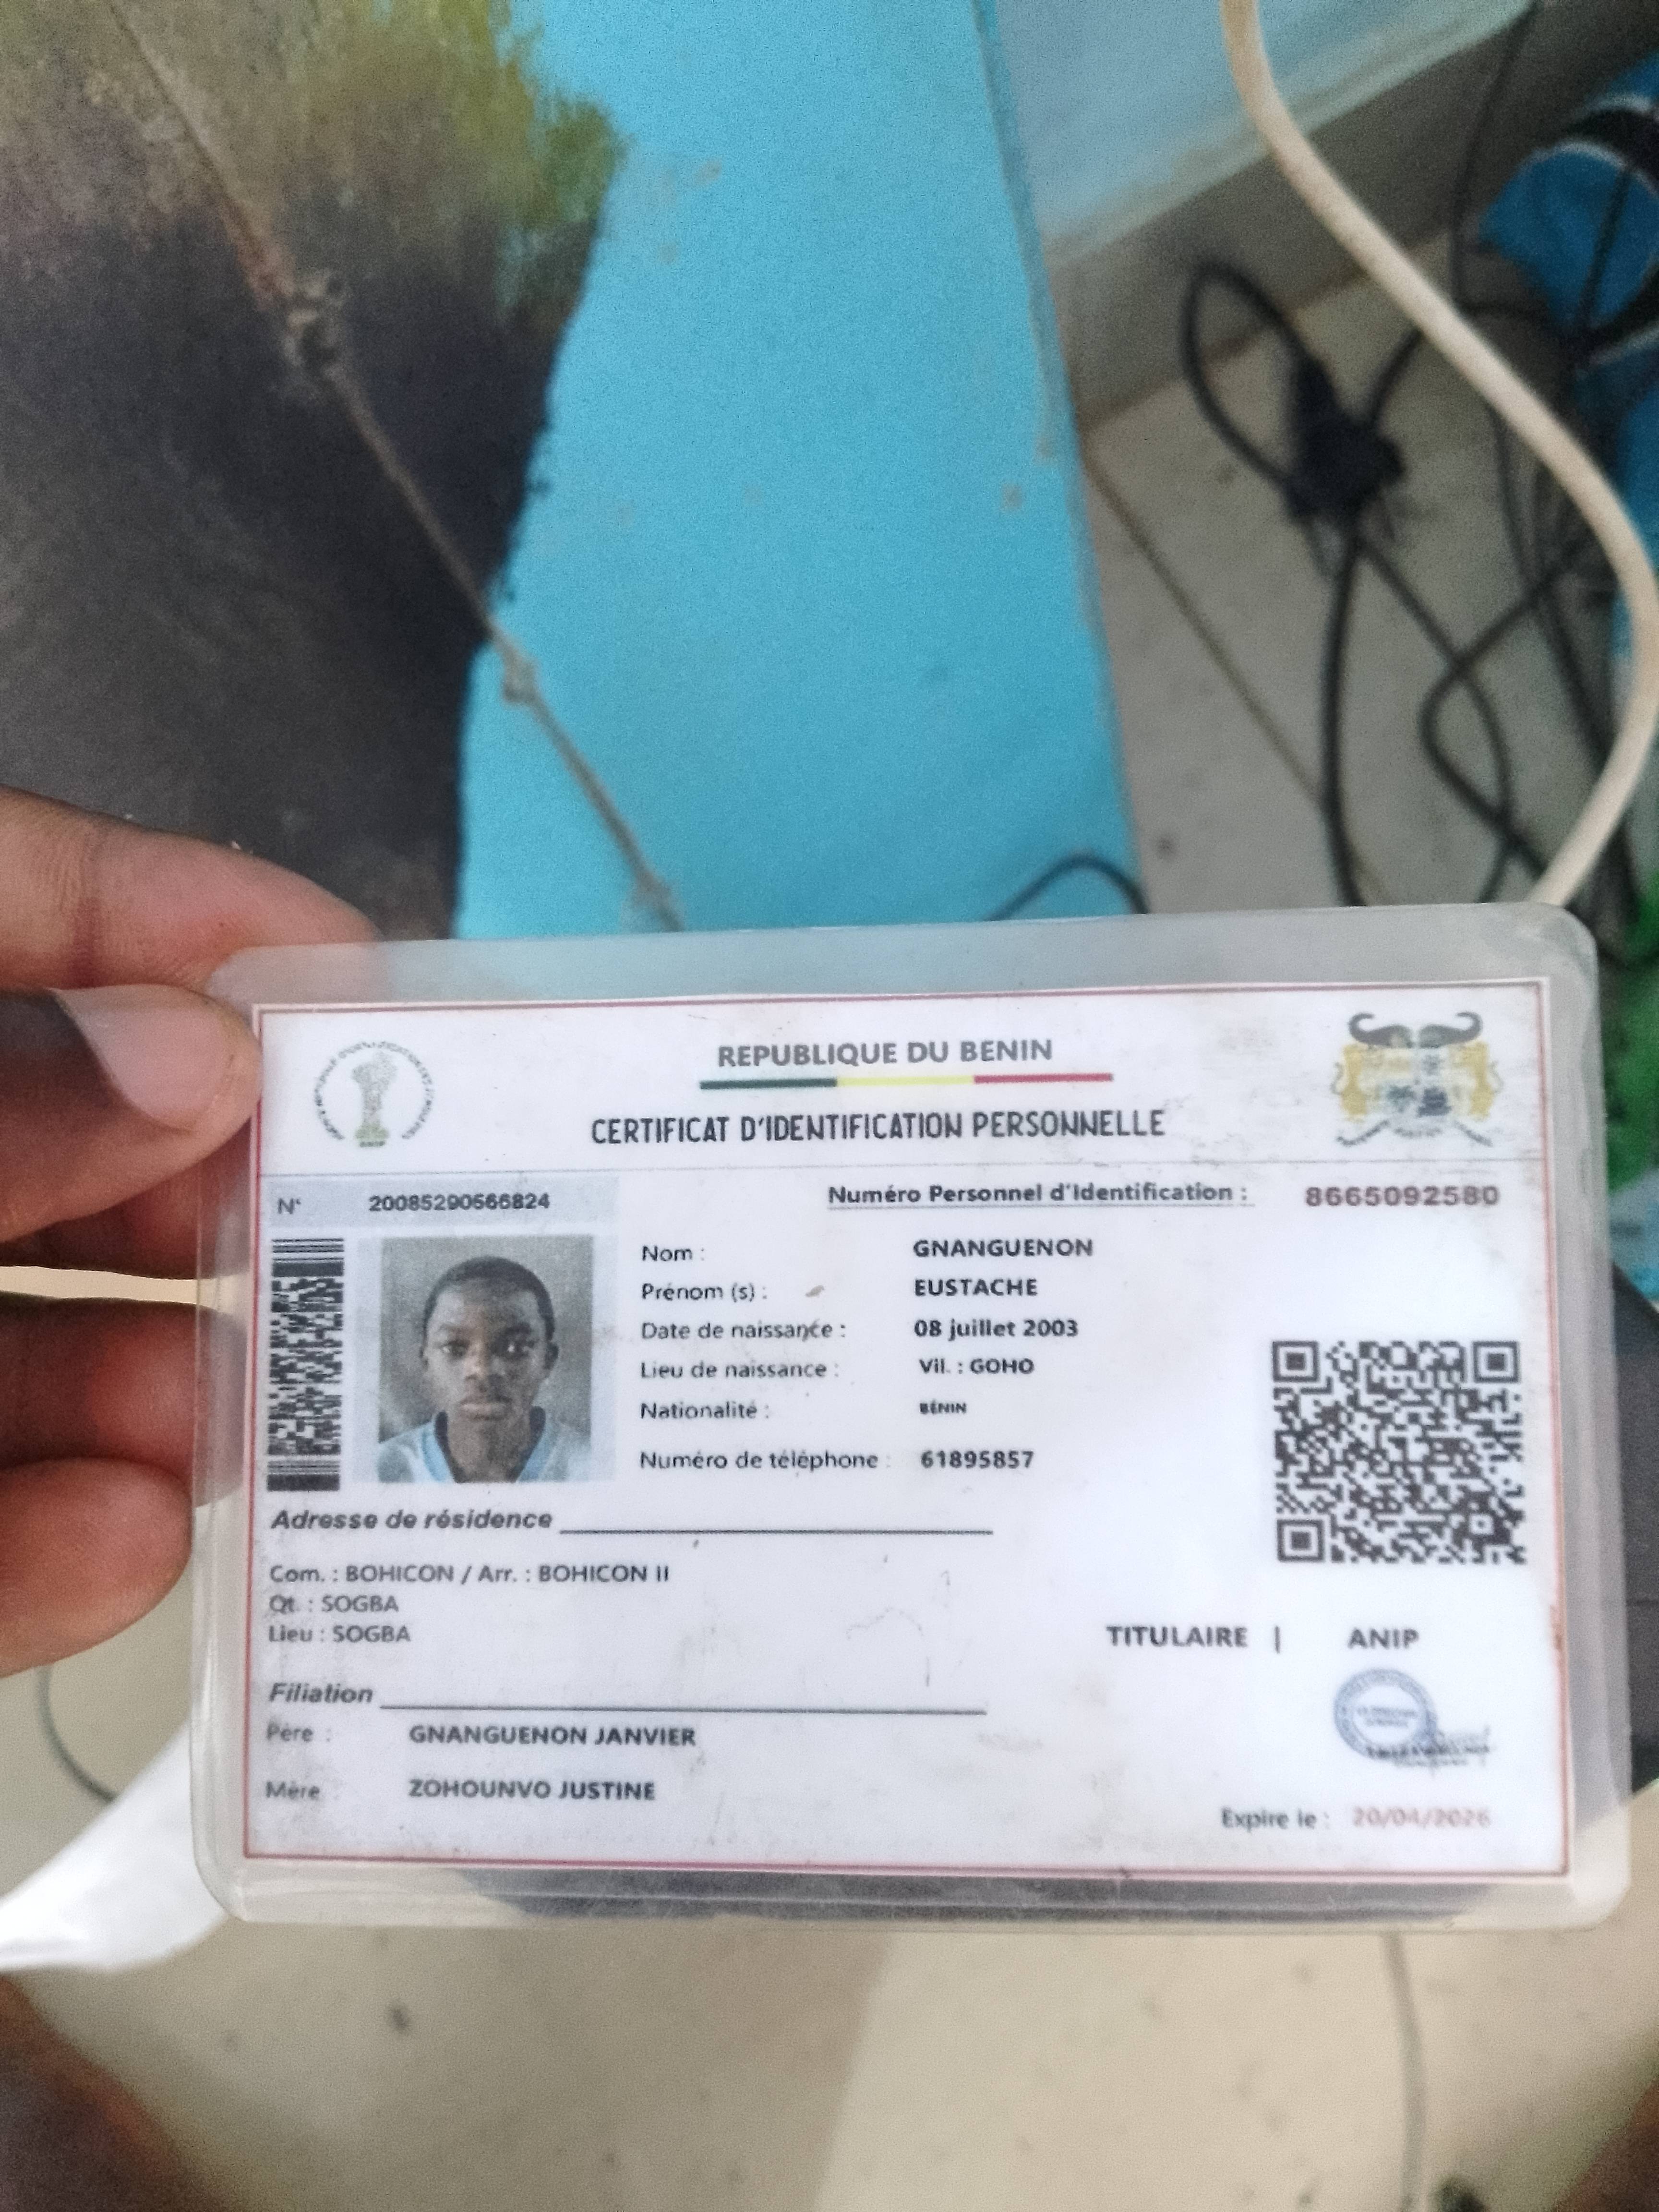 REPUBLIQUE DU BENIN
CERTIFICAT D'IDENTIFICATION PERSONNELLE
N° 20085290566824
Numéro Personnel d'Identification : 8665092580
Nom : GNANGUENON
Prénom (s) : EUSTACHE
Date de naissance : 08 juillet 2003
Lieu de naissance : Vil. : GOHO
Nationalité : BÉNIN
Numéro de téléphone : 61895857
Adresse de résidence
Com. : BOHICON / Arr. : BOHICON II
Qt. : SOGBA
Lieu : SOGBA
TITULAIRE | ANIP
Filiation
Père : GNANGUENON JANVIER
Mère : ZOHOUNVO JUSTINE
Expire le : 20/04/2026